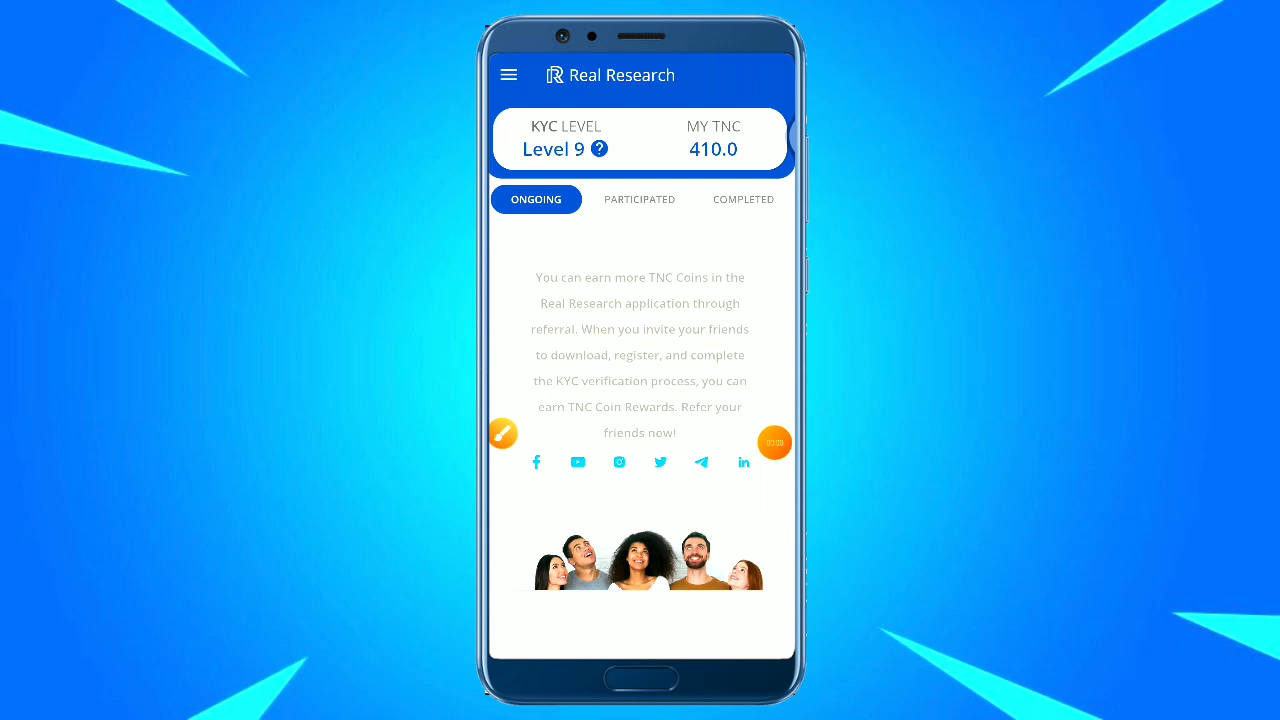 Real Research
KYC LEVEL
MY TNC
Level 9 ?
410.0
ONGOING
PARTICIPATED
COMPLETED
You can earn more TNC Coins in the
Real Research application through
referral. When you invite your friends
to download, register, and complete
the KYC verification process, you can
earn TNC Coin Rewards. Refer your
friends now!
00:00